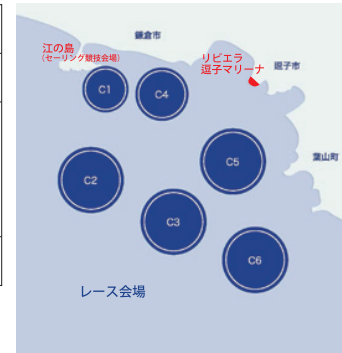 鎌倉市
江の島
(セーリング競技会場)
リビエラ
逗子マリーナ
逗子市
C1
C4
葉山町
C5
C2
C3
C6
レース会場